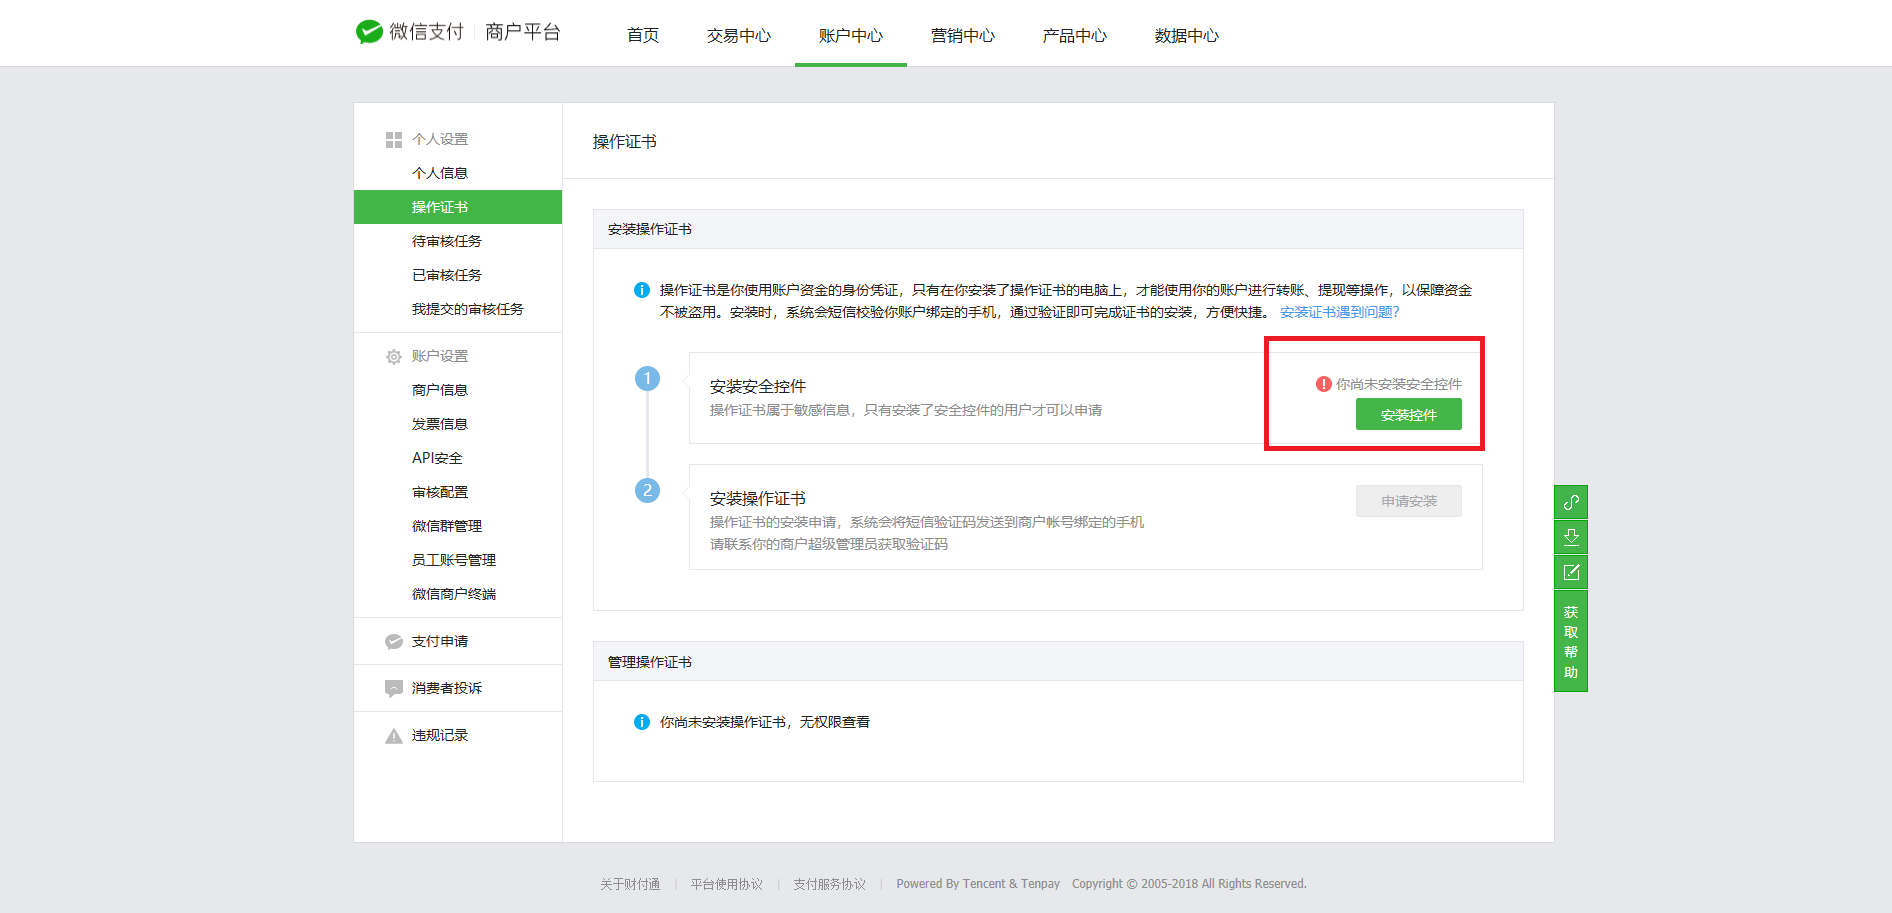 微信支付 商户平台
首页 交易中心 账户中心 营销中心 产品中心 数据中心
个人设置
个人信息
操作证书
待审核任务
已审核任务
我提交的审核任务
账户设置
商户信息
发票信息
API安全
审核配置
微信群管理
员工账号管理
微信商户终端
支付申请
消费者投诉
违规记录
操作证书
安装操作证书
操作证书是你使用账户资金的身份凭证，只有在你安装了操作证书的电脑上，才能使用你的账户进行转账、提现等操作，以保障资金
不被盗用。安装时，系统会短信校验你账户绑定的手机，通过验证即可完成证书的安装，方便快捷。 安装证书遇到问题？
1
安装安全控件
操作证书属于敏感信息，只有安装了安全控件的用户才可以申请
你尚未安装安全控件
安装控件
2
安装操作证书
操作证书的安装申请，系统会将短信验证码发送到商户帐号绑定的手机
请联系你的商户超级管理员获取验证码
申请安装
管理操作证书
你尚未安装操作证书，无权限查看
获
取
帮
助
关于财付通 | 平台使用协议 | 支付服务协议 | Powered By Tencent & Tenpay Copyright © 2005-2018 All Rights Reserved.